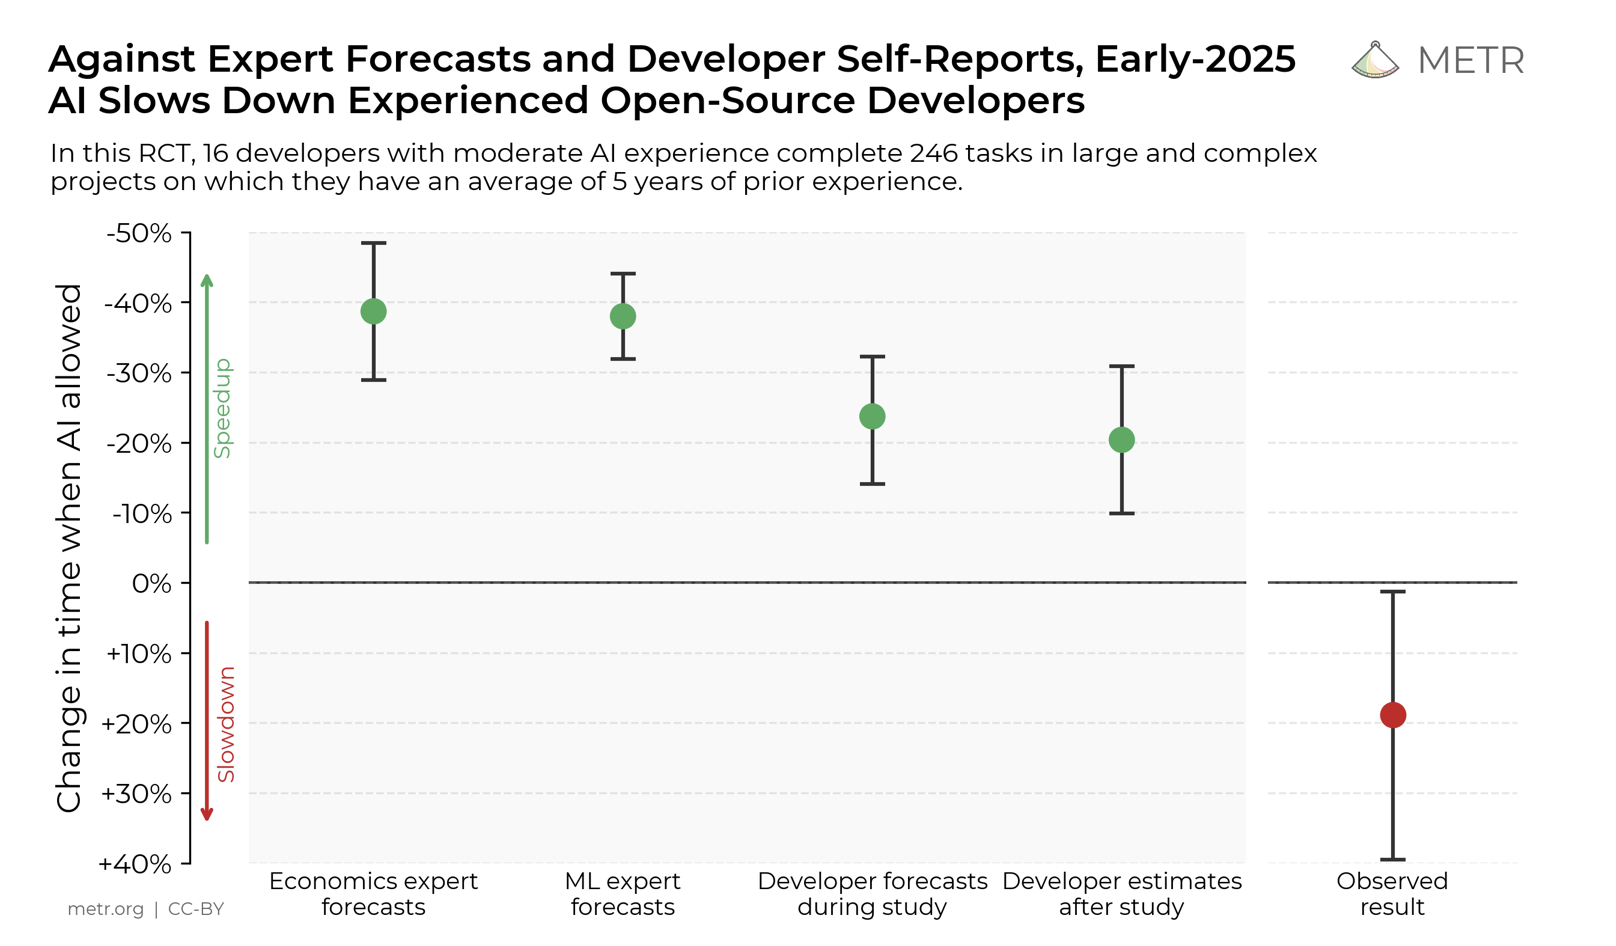 Against Expert Forecasts and Developer Self-Reports, Early-2025
AI Slows Down Experienced Open-Source Developers
METR
In this RCT, 16 developers with moderate AI experience complete 246 tasks in large and complex
projects on which they have an average of 5 years of prior experience.
Change in time when AI allowed
-50%
-40%
-30%
-20%
-10%
0%
+10%
+20%
+30%
+40%
Speedup
Slowdown
Economics expert
forecasts
ML expert
forecasts
Developer forecasts
during study
Developer estimates
after study
Observed
result
metr.org | CC-BY